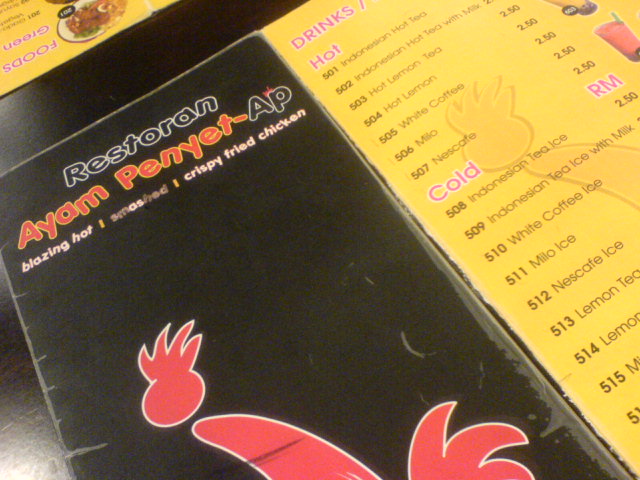 Restoran
Ayam Penyet-AP
blazing hot | smashed | crispy fried chicken
FOODS
Green
201
DRINKS /
Hot
501 Indonesian Hot Tea
502 Indonesian Hot Tea with Milk 2.50
503 Hot Lemon Tea 2.50
504 Hot Lemon 2.50
505 White Coffee 2.50
506 Milo
507 Nescafe
RM
Cold
508 Indonesian Tea Ice 2.50
509 Indonesian Tea Ice with Milk
510 White Coffee Ice
511 Milo Ice
512 Nescafe Ice
513 Lemon Tea
514 Lemon
515